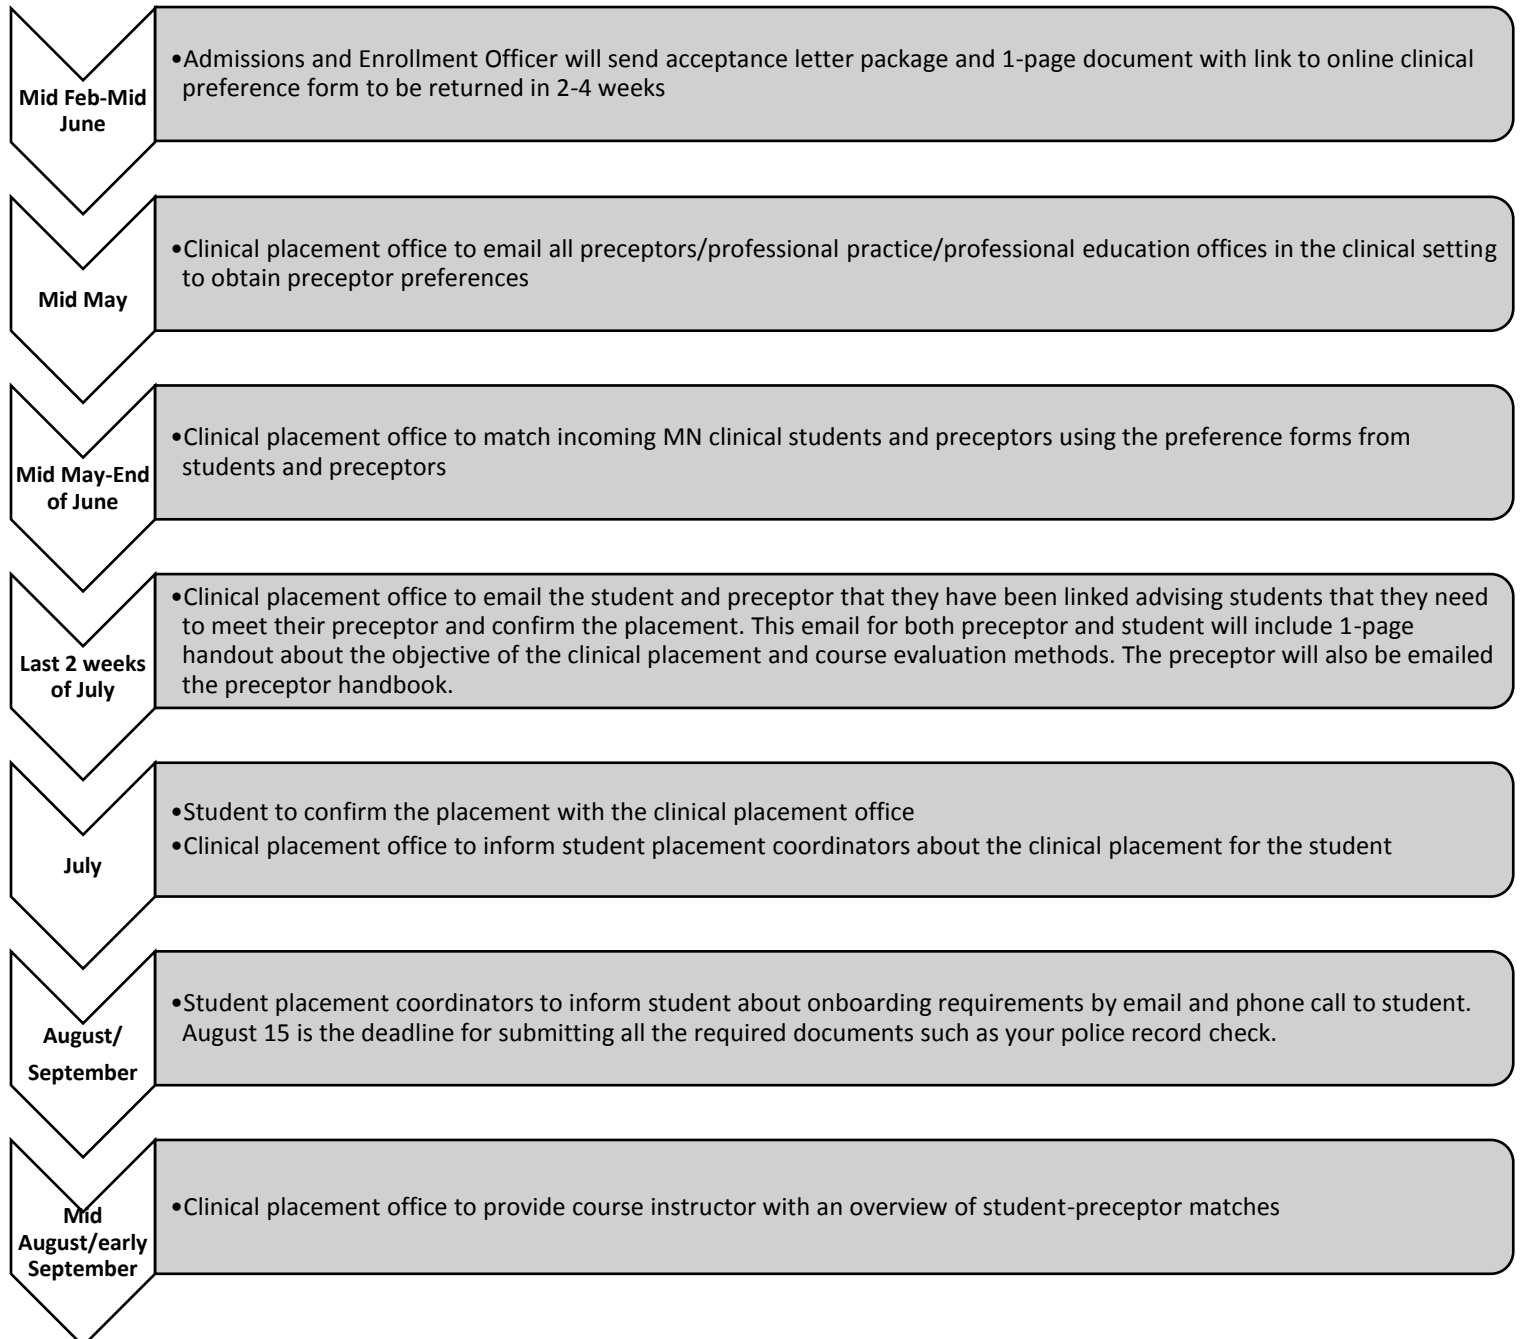 Mid Feb-Mid
June
•Admissions and Enrollment Officer will send acceptance letter package and 1-page document with link to online clinical
preference form to be returned in 2-4 weeks
Mid May
•Clinical placement office to email all preceptors/professional practice/professional education offices in the clinical setting
to obtain preceptor preferences
Mid May-End
of June
•Clinical placement office to match incoming MN clinical students and preceptors using the preference forms from
students and preceptors
Last 2 weeks
of July
•Clinical placement office to email the student and preceptor that they have been linked advising students that they need
to meet their preceptor and confirm the placement. This email for both preceptor and student will include 1-page
handout about the objective of the clinical placement and course evaluation methods. The preceptor will also be emailed
the preceptor handbook.
July
•Student to confirm the placement with the clinical placement office
•Clinical placement office to inform student placement coordinators about the clinical placement for the student
August/
September
•Student placement coordinators to inform student about onboarding requirements by email and phone call to student.
August 15 is the deadline for submitting all the required documents such as your police record check.
Mid
August/early
September
•Clinical placement office to provide course instructor with an overview of student-preceptor matches